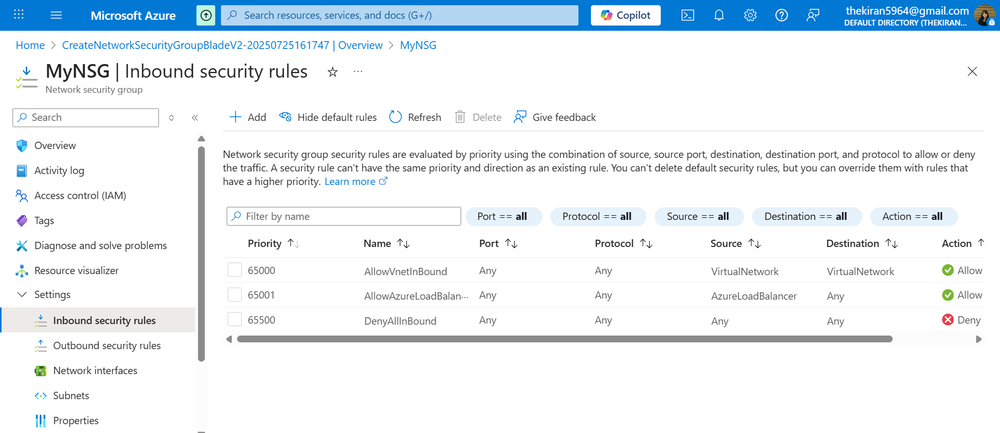 Microsoft Azure
Search resources, services, and docs (G+/)
Copilot
thekiran5964@gmail.com
DEFAULT DIRECTORY (THEKIRAN...
Home > CreateNetworkSecurityGroupBladeV2-20250725161747 | Overview > MyNSG
MyNSG | Inbound security rules
Network security group
Search
Overview
Activity log
Access control (IAM)
Tags
Diagnose and solve problems
Resource visualizer
Settings
Inbound security rules
Outbound security rules
Network interfaces
Subnets
Properties
Add Hide default rules Refresh Delete Give feedback
Network security group security rules are evaluated by priority using the combination of source, source port, destination, destination port, and protocol to allow or deny
the traffic. A security rule can't have the same priority and direction as an existing rule. You can't delete default security rules, but you can override them with rules that
have a higher priority. Learn more
Filter by name Port == all Protocol == all Source == all Destination == all Action == all
Priority Name Port Protocol Source Destination Action
65000 AllowVnetInBound Any Any VirtualNetwork VirtualNetwork Allow
65001 AllowAzureLoadBalan... Any Any AzureLoadBalancer Any Allow
65500 DenyAllInBound Any Any Any Any Deny